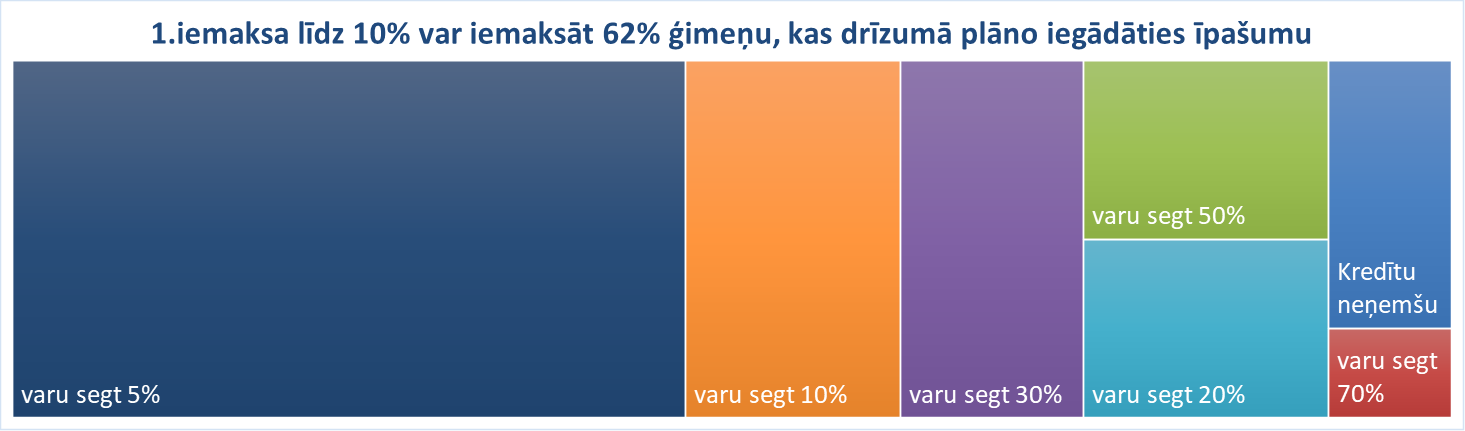 1.iemaksa līdz 10% var iemaksāt 62% ģimeņu, kas drīzumā plāno iegādāties īpašumu
varu segt 5%
varu segt 10%
varu segt 30%
varu segt 50%
varu segt 20%
Kredītu
neņemšu
varu segt
70%